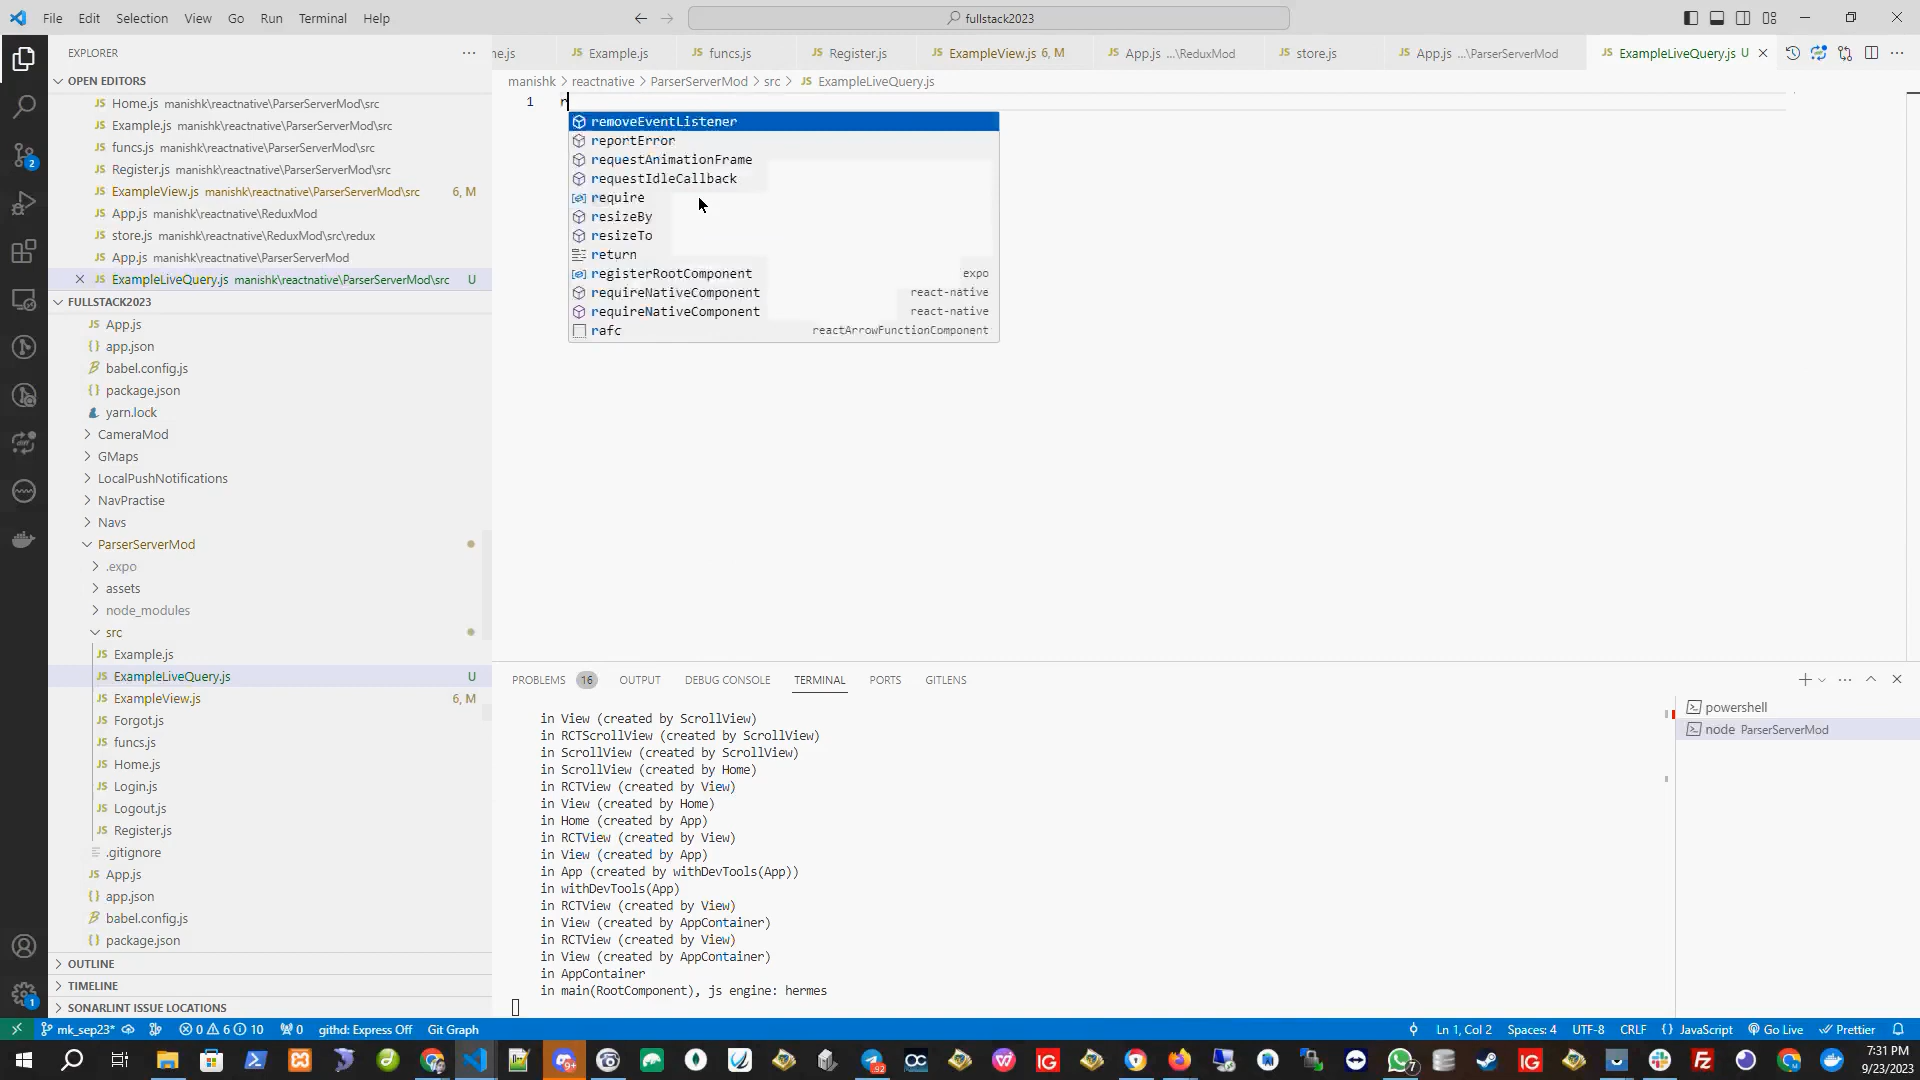 File Edit Selection View Go Run Terminal Help
fullstack2023
EXPLORER
me.js Example.js funcs.js Register.js ExampleView.js 6, M App.js ...\ReduxMod store.js App.js ...\ParserServerMod ExampleLiveQuery.js U
manishk reactnative ParserServerMod src ExampleLiveQuery.js
OPEN EDITORS
Home.js manishk\reactnative\ParserServerMod\src
Example.js manishk\reactnative\ParserServerMod\src
funcs.js manishk\reactnative\ParserServerMod\src
Register.js manishk\reactnative\ParserServerMod\src
ExampleView.js manishk\reactnative\ParserServerMod\src 6, M
App.js manishk\reactnative\ReduxMod
store.js manishk\reactnative\ReduxMod\src\redux
App.js manishk\reactnative\ParserServerMod
ExampleLiveQuery.js manishk\reactnative\ParserServerMod\src U
FULLSTACK2023
App.js
app.json
babel.config.js
package.json
yarn.lock
CameraMod
GMaps
LocalPushNotifications
NavPractise
Navs
ParserServerMod
.expo
assets
node_modules
src
Example.js
ExampleLiveQuery.js U
ExampleView.js 6, M
Forgot.js
funcs.js
Home.js
Login.js
Logout.js
Register.js
.gitignore
App.js
app.json
babel.config.js
package.json
OUTLINE
TIMELINE
SONARLINT ISSUE LOCATIONS
1 r
removeEventListener
reportError
requestAnimationFrame
requestIdleCallback
require
resizeBy
resizeTo
return
registerRootComponent expo
requireNativeComponent react-native
requireNativeComponent react-native
rafc reactArrowFunctionComponent
PROBLEMS 16 OUTPUT DEBUG CONSOLE TERMINAL PORTS GITLENS
in View (created by ScrollView)
in RCTScrollView (created by ScrollView)
in ScrollView (created by ScrollView)
in ScrollView (created by Home)
in RCTView (created by View)
in View (created by Home)
in Home (created by App)
in RCTView (created by View)
in View (created by App)
in App (created by withDevTools(App))
in withDevTools(App)
in RCTView (created by View)
in View (created by AppContainer)
in RCTView (created by View)
in View (created by AppContainer)
in AppContainer
in main(RootComponent), js engine: hermes
powershell
node ParserServerMod
mk_sep23* 0 6 10 0 githd: Express Off Git Graph Ln 1, Col 2 Spaces: 4 UTF-8 CRLF JavaScript Go Live Prettier
7:31 PM
9/23/2023